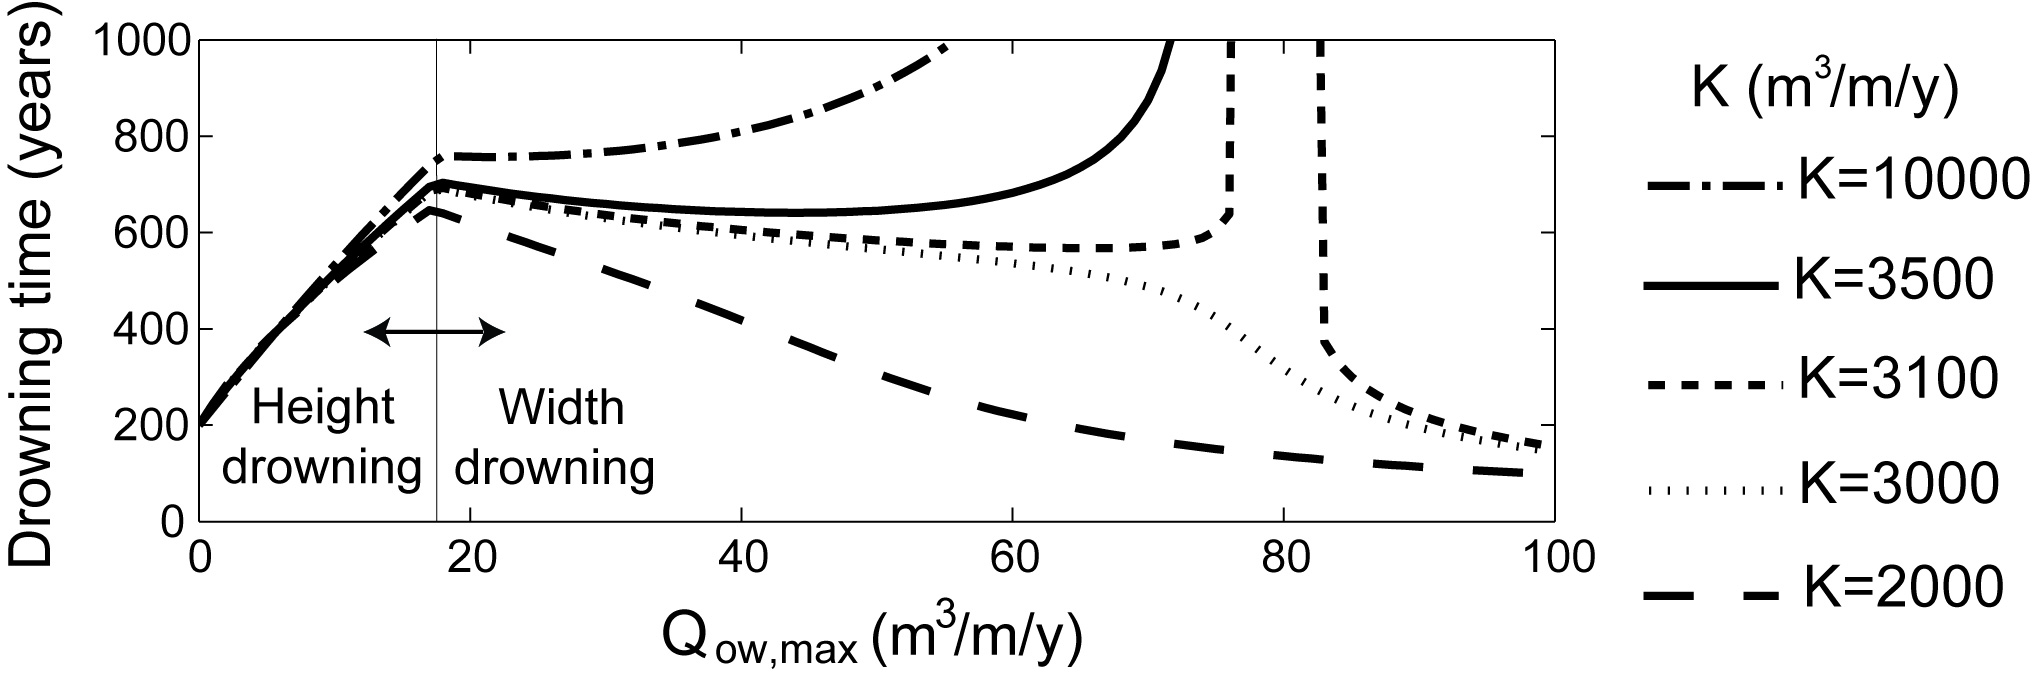 Drowning time (years)
1000
800
600
400
200
0
Height
drowning
Width
drowning
0 20 40 60 80 100
Q ow,max (m³/m/y)
K (m³/m/y)
K=10000
K=3500
K=3100
K=3000
K=2000